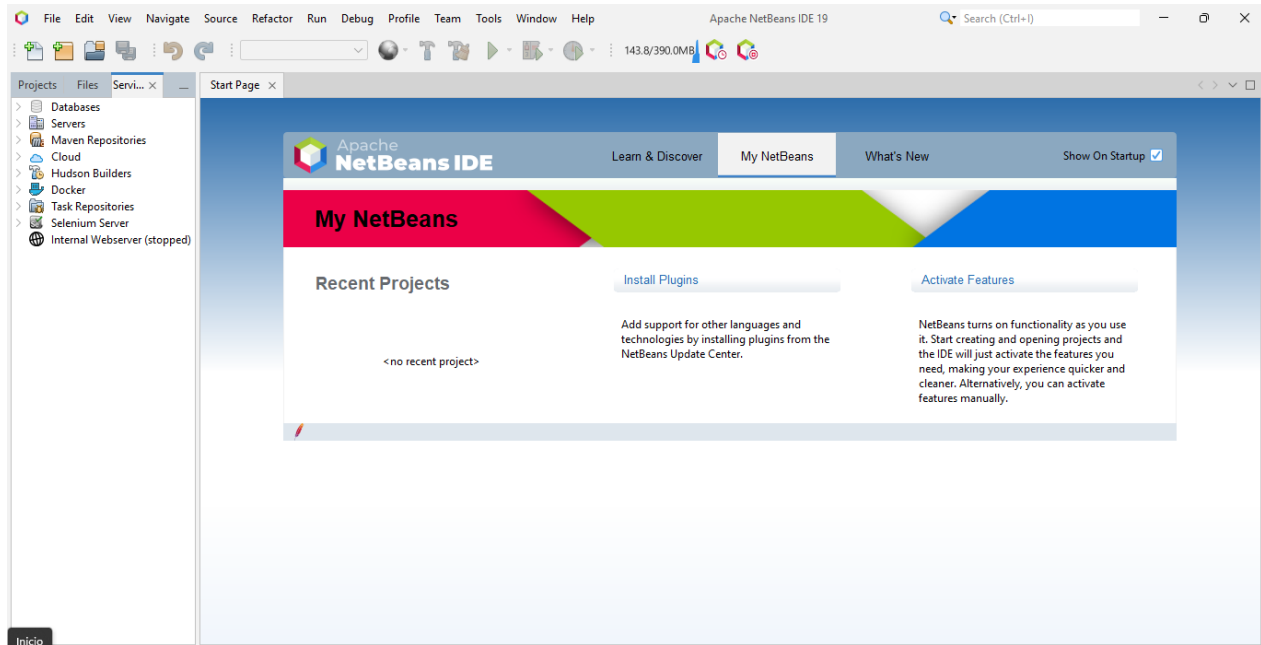 File Edit View Navigate Source Refactor Run Debug Profile Team Tools Window Help Apache NetBeans IDE 19 Search (Ctrl+I)
143.8/390.0MB
Projects Files Servi... Start Page
Databases
Servers
Maven Repositories
Cloud
Hudson Builders
Docker
Task Repositories
Selenium Server
Internal Webserver (stopped)
Apache
NetBeans IDE
Learn & Discover My NetBeans What's New Show On Startup
My NetBeans
Recent Projects
<no recent project>
Install Plugins
Add support for other languages and
technologies by installing plugins from the
NetBeans Update Center.
Activate Features
NetBeans turns on functionality as you use
it. Start creating and opening projects and
the IDE will just activate the features you
need, making your experience quicker and
cleaner. Alternatively, you can activate
features manually.
Inicio